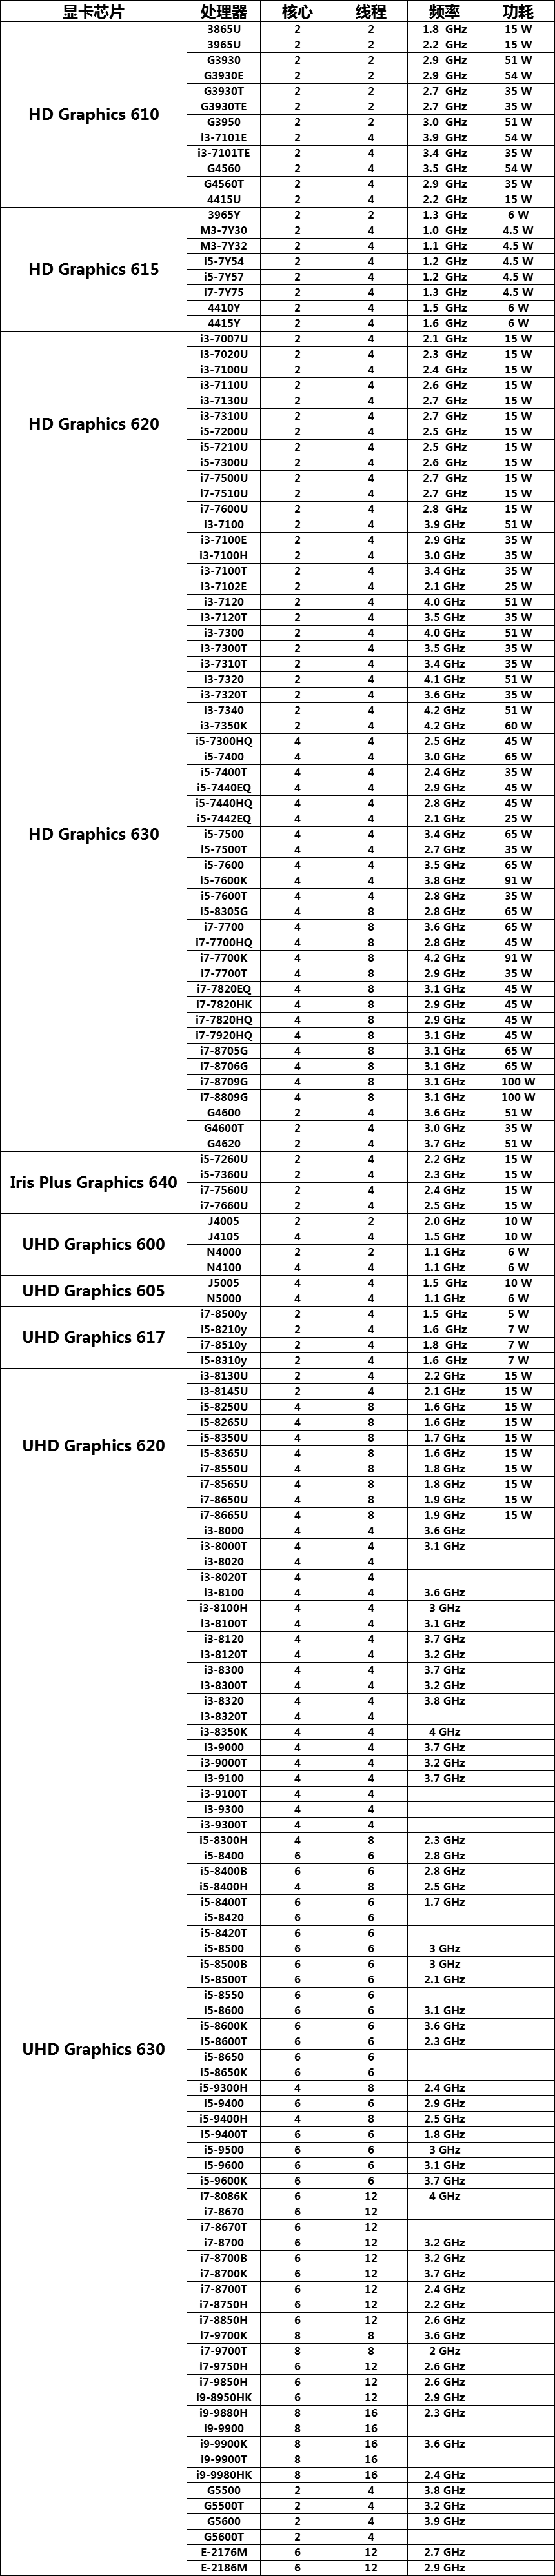 显卡芯片 处理器 核心 线程 频率 功耗
HD Graphics 610
3865U 2 2 1.8 GHz 15 W
3965U 2 2 2.2 GHz 15 W
G3930 2 2 2.9 GHz 51 W
G3930E 2 2 2.9 GHz 54 W
G3930T 2 2 2.7 GHz 35 W
G3930TE 2 2 2.7 GHz 35 W
G3950 2 2 3.0 GHz 51 W
i3-7101E 2 4 3.9 GHz 54 W
i3-7101TE 2 4 3.4 GHz 35 W
G4560 2 4 3.5 GHz 54 W
G4560T 2 4 2.9 GHz 35 W
4415U 2 4 2.2 GHz 15 W
HD Graphics 615
3965Y 2 2 1.3 GHz 6 W
M3-7Y30 2 4 1.0 GHz 4.5 W
M3-7Y32 2 4 1.1 GHz 4.5 W
i5-7Y54 2 4 1.2 GHz 4.5 W
i5-7Y57 2 4 1.2 GHz 4.5 W
i7-7Y75 2 4 1.3 GHz 4.5 W
4410Y 2 4 1.5 GHz 6 W
4415Y 2 4 1.6 GHz 6 W
HD Graphics 620
i3-7007U 2 4 2.1 GHz 15 W
i3-7020U 2 4 2.3 GHz 15 W
i3-7100U 2 4 2.4 GHz 15 W
i3-7110U 2 4 2.6 GHz 15 W
i3-7130U 2 4 2.7 GHz 15 W
i3-7310U 2 4 2.7 GHz 15 W
i5-7200U 2 4 2.5 GHz 15 W
i5-7210U 2 4 2.5 GHz 15 W
i5-7300U 2 4 2.6 GHz 15 W
i7-7500U 2 4 2.7 GHz 15 W
i7-7510U 2 4 2.7 GHz 15 W
i7-7600U 2 4 2.8 GHz 15 W
HD Graphics 630
i3-7100 2 4 3.9 GHz 51 W
i3-7100E 2 4 2.9 GHz 35 W
i3-7100H 2 4 3.0 GHz 35 W
i3-7100T 2 4 3.4 GHz 35 W
i3-7102E 2 4 2.1 GHz 25 W
i3-7120 2 4 4.0 GHz 51 W
i3-7120T 2 4 3.5 GHz 35 W
i3-7300 2 4 4.0 GHz 51 W
i3-7300T 2 4 3.5 GHz 35 W
i3-7310T 2 4 3.4 GHz 35 W
i3-7320 2 4 4.1 GHz 51 W
i3-7320T 2 4 3.6 GHz 35 W
i3-7340 2 4 4.2 GHz 51 W
i3-7350K 2 4 4.2 GHz 60 W
i5-7300HQ 4 4 2.5 GHz 45 W
i5-7400 4 4 3.0 GHz 65 W
i5-7400T 4 4 2.4 GHz 35 W
i5-7440EQ 4 4 2.9 GHz 45 W
i5-7440HQ 4 4 2.8 GHz 45 W
i5-7442EQ 4 4 2.1 GHz 25 W
i5-7500 4 4 3.4 GHz 65 W
i5-7500T 4 4 2.7 GHz 35 W
i5-7600 4 4 3.5 GHz 65 W
i5-7600K 4 4 3.8 GHz 91 W
i5-7600T 4 4 2.8 GHz 35 W
i5-8305G 4 8 2.8 GHz 65 W
i7-7700 4 8 3.6 GHz 65 W
i7-7700HQ 4 8 2.8 GHz 45 W
i7-7700K 4 8 4.2 GHz 91 W
i7-7700T 4 8 2.9 GHz 35 W
i7-7820EQ 4 8 3.1 GHz 45 W
i7-7820HK 4 8 2.9 GHz 45 W
i7-7820HQ 4 8 2.9 GHz 45 W
i7-7920HQ 4 8 3.1 GHz 45 W
i7-8705G 4 8 3.1 GHz 65 W
i7-8706G 4 8 3.1 GHz 65 W
i7-8709G 4 8 3.1 GHz 100 W
i7-8809G 4 8 3.1 GHz 100 W
G4600 2 4 3.6 GHz 51 W
G4600T 2 4 3.0 GHz 35 W
G4620 2 4 3.7 GHz 51 W
Iris Plus Graphics 640
i5-7260U 2 4 2.2 GHz 15 W
i5-7360U 2 4 2.3 GHz 15 W
i7-7560U 2 4 2.4 GHz 15 W
i7-7660U 2 4 2.5 GHz 15 W
UHD Graphics 600
J4005 2 2 2.0 GHz 10 W
J4105 4 4 1.5 GHz 10 W
N4000 2 2 1.1 GHz 6 W
N4100 4 4 1.1 GHz 6 W
UHD Graphics 605
J5005 4 4 1.5 GHz 10 W
N5000 4 4 1.1 GHz 6 W
UHD Graphics 617
i7-8500y 2 4 1.5 GHz 5 W
i5-8210y 2 4 1.6 GHz 7 W
i7-8510y 2 4 1.8 GHz 7 W
i5-8310y 2 4 1.6 GHz 7 W
UHD Graphics 620
i3-8130U 2 4 2.2 GHz 15 W
i3-8145U 2 4 2.1 GHz 15 W
i5-8250U 4 8 1.6 GHz 15 W
i5-8265U 4 8 1.6 GHz 15 W
i5-8350U 4 8 1.7 GHz 15 W
i5-8365U 4 8 1.6 GHz 15 W
i7-8550U 4 8 1.8 GHz 15 W
i7-8565U 4 8 1.8 GHz 15 W
i7-8650U 4 8 1.9 GHz 15 W
i7-8665U 4 8 1.9 GHz 15 W
UHD Graphics 630
i3-8000 4 4 3.6 GHz
i3-8000T 4 4 3.1 GHz
i3-8020 4 4
i3-8020T 4 4
i3-8100 4 4 3.6 GHz
i3-8100H 4 4 3 GHz
i3-8100T 4 4 3.1 GHz
i3-8120 4 4 3.7 GHz
i3-8120T 4 4 3.2 GHz
i3-8300 4 4 3.7 GHz
i3-8300T 4 4 3.2 GHz
i3-8320 4 4 3.8 GHz
i3-8320T 4 4
i3-8350K 4 4 4 GHz
i3-9000 4 4 3.7 GHz
i3-9000T 4 4 3.2 GHz
i3-9100 4 4 3.7 GHz
i3-9100T 4 4
i3-9300 4 4
i3-9300T 4 4
i5-8300H 4 8 2.3 GHz
i5-8400 6 6 2.8 GHz
i5-8400B 6 6 2.8 GHz
i5-8400H 4 8 2.5 GHz
i5-8400T 6 6 1.7 GHz
i5-8420 6 6
i5-8420T 6 6
i5-8500 6 6 3 GHz
i5-8500B 6 6 3 GHz
i5-8500T 6 6 2.1 GHz
i5-8550 6 6
i5-8600 6 6 3.1 GHz
i5-8600K 6 6 3.6 GHz
i5-8600T 6 6 2.3 GHz
i5-8650 6 6
i5-8650K 6 6
i5-9300H 4 8 2.4 GHz
i5-9400 6 6 2.9 GHz
i5-9400H 4 8 2.5 GHz
i5-9400T 6 6 1.8 GHz
i5-9500 6 6 3 GHz
i5-9600 6 6 3.1 GHz
i5-9600K 6 6 3.7 GHz
i7-8086K 6 12 4 GHz
i7-8670 6 12
i7-8670T 6 12
i7-8700 6 12 3.2 GHz
i7-8700B 6 12 3.2 GHz
i7-8700K 6 12 3.7 GHz
i7-8700T 6 12 2.4 GHz
i7-8750H 6 12 2.2 GHz
i7-8850H 6 12 2.6 GHz
i7-9700K 8 8 3.6 GHz
i7-9700T 8 8 2 GHz
i7-9750H 6 12 2.6 GHz
i7-9850H 6 12 2.6 GHz
i9-8950HK 6 12 2.9 GHz
i9-9880H 8 16 2.3 GHz
i9-9900 8 16
i9-9900K 8 16 3.6 GHz
i9-9900T 8 16
i9-9980HK 8 16 2.4 GHz
G5500 2 4 3.8 GHz
G5500T 2 4 3.2 GHz
G5600 2 4 3.9 GHz
G5600T 2 4
E-2176M 6 12 2.7 GHz
E-2186M 6 12 2.9 GHz